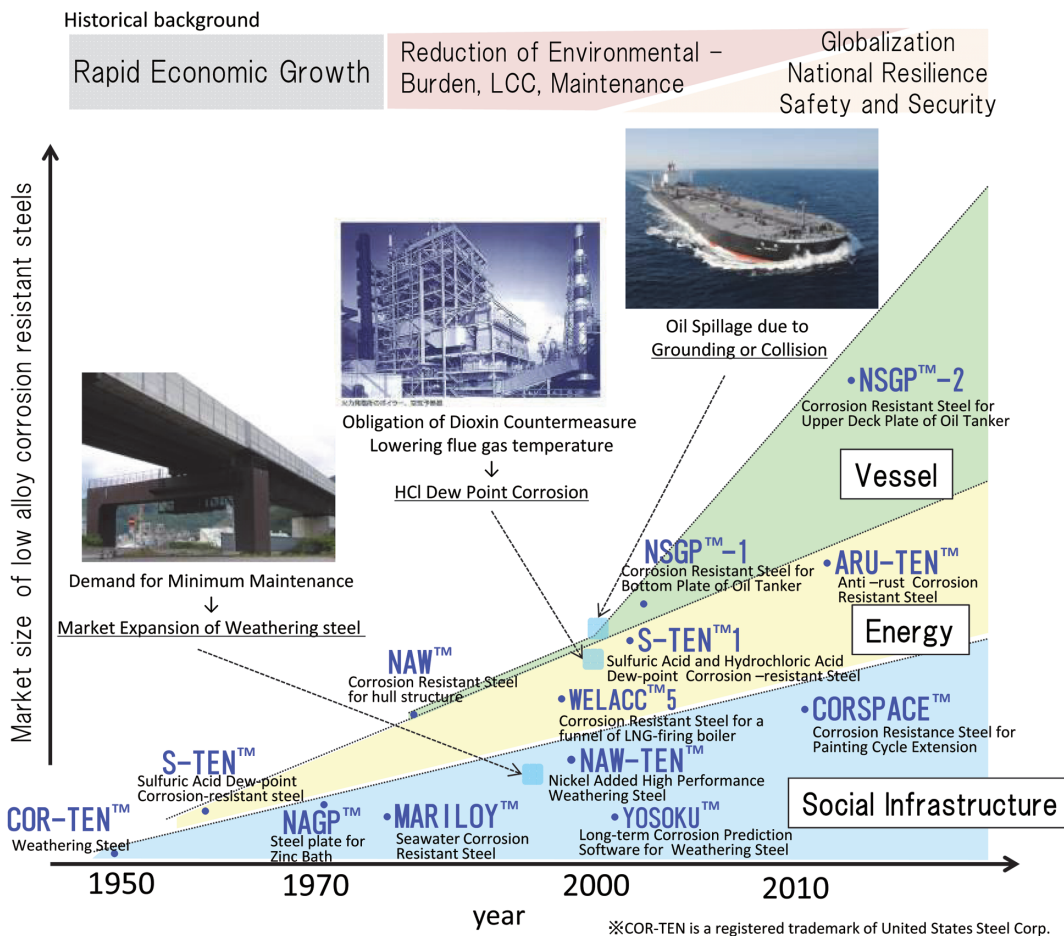 Historical background
Rapid Economic Growth
Reduction of Environmental –
Burden, LCC, Maintenance
Globalization
National Resilience
Safety and Security
Market size of low alloy corrosion resistant steels
Oil Spillage due to
Grounding or Collision
Obligation of Dioxin Countermeasure
Lowering flue gas temperature
↓
HCl Dew Point Corrosion
Demand for Minimum Maintenance
↓
Market Expansion of Weathering steel
•NSGP™-2
Corrosion Resistant Steel for
Upper Deck Plate of Oil Tanker
Vessel
NSGP™-1
Corrosion Resistant Steel for
Bottom Plate of Oil Tanker
•ARU-TEN™
Anti –rust Corrosion
Resistant Steel
Energy
•S-TEN™1
Sulfuric Acid and Hydrochloric Acid
Dew-point Corrosion –resistant Steel
NAW™
Corrosion Resistant Steel
for hull structure
•WELACC™5
Corrosion Resistant Steel for a
funnel of LNG-firing boiler
•CORSPACE™
Corrosion Resistance Steel for
Painting Cycle Extension
S-TEN™
Sulfuric Acid Dew-point
Corrosion-resistant steel
•NAW-TEN™
Nickel Added High Performance
Weathering Steel
Social Infrastructure
COR-TEN™
Weathering Steel
NAGP™
Steel plate for
Zinc Bath
•MARILOY™
Seawater Corrosion
Resistant Steel
•YOSOKU™
Long-term Corrosion Prediction
Software for Weathering Steel
1950
1970
2000
2010
year
※COR-TEN is a registered trademark of United States Steel Corp.